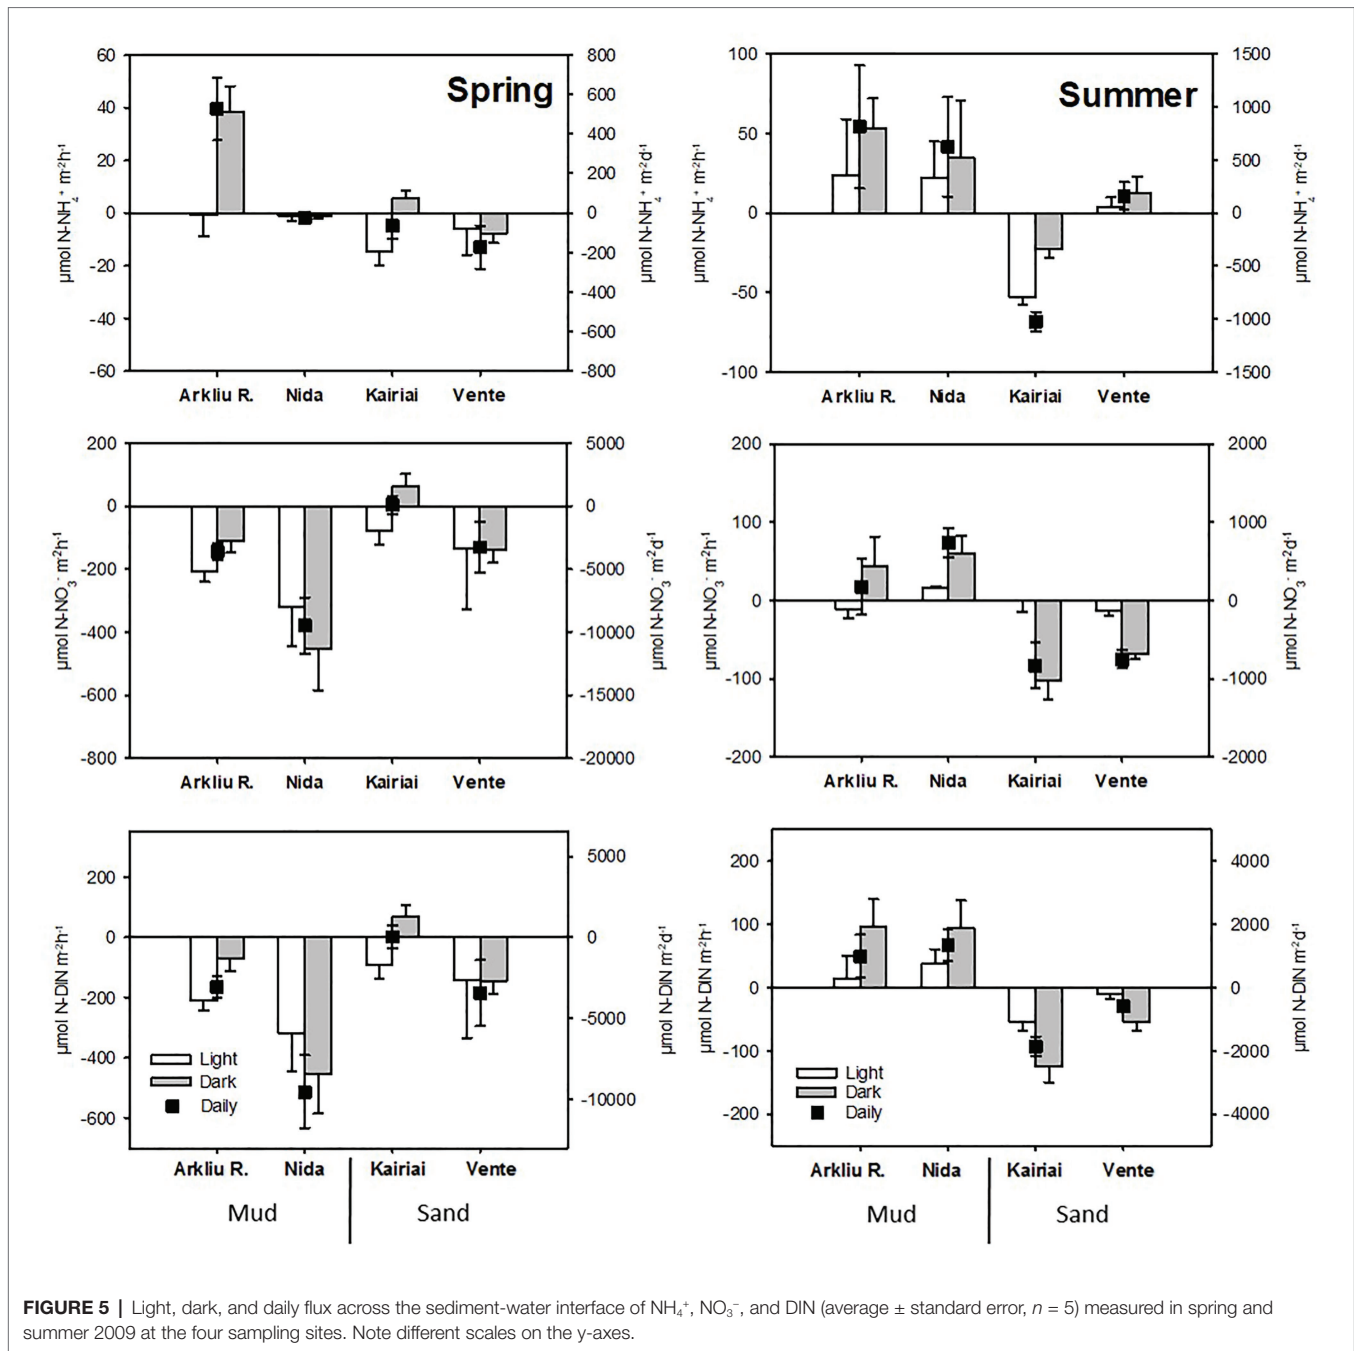 Spring
60
40
20
0
-20
-40
-60
µmol N-NH₄⁺ m⁻²h⁻¹
800
600
400
200
0
-200
-400
-600
-800
µmol N-NH₄⁺ m⁻²d⁻¹
Arkliu R. Nida Kairiai Vente
Summer
100
50
0
-50
-100
µmol N-NH₄⁺ m⁻²h⁻¹
1500
1000
500
0
-500
-1000
-1500
µmol N-NH₄⁺ m⁻²d⁻¹
Arkliu R. Nida Kairiai Vente
200
0
-200
-400
-600
-800
µmol N-NO₃⁻ m⁻²h⁻¹
5000
0
-5000
-10000
-15000
-20000
µmol N-NO₃⁻ m⁻²d⁻¹
Arkliu R. Nida Kairiai Vente
200
100
0
-100
-200
µmol N-NO₃⁻ m⁻²h⁻¹
2000
1000
0
-1000
-2000
µmol N-NO₃⁻ m⁻²d⁻¹
Arkliu R. Nida Kairiai Vente
200
0
-200
-400
-600
µmol N-DIN m⁻²h⁻¹
5000
0
-5000
-10000
µmol N-DIN m⁻²d⁻¹
Light
Dark
Daily
Arkliu R. Nida Kairiai Vente
Mud Sand
200
100
0
-100
-200
µmol N-DIN m⁻²h⁻¹
4000
2000
0
-2000
-4000
µmol N-DIN m⁻²d⁻¹
Light
Dark
Daily
Arkliu R. Nida Kairiai Vente
Mud Sand
FIGURE 5 | Light, dark, and daily flux across the sediment-water interface of NH₄⁺, NO₃⁻, and DIN (average ± standard error, n = 5) measured in spring and
summer 2009 at the four sampling sites. Note different scales on the y-axes.